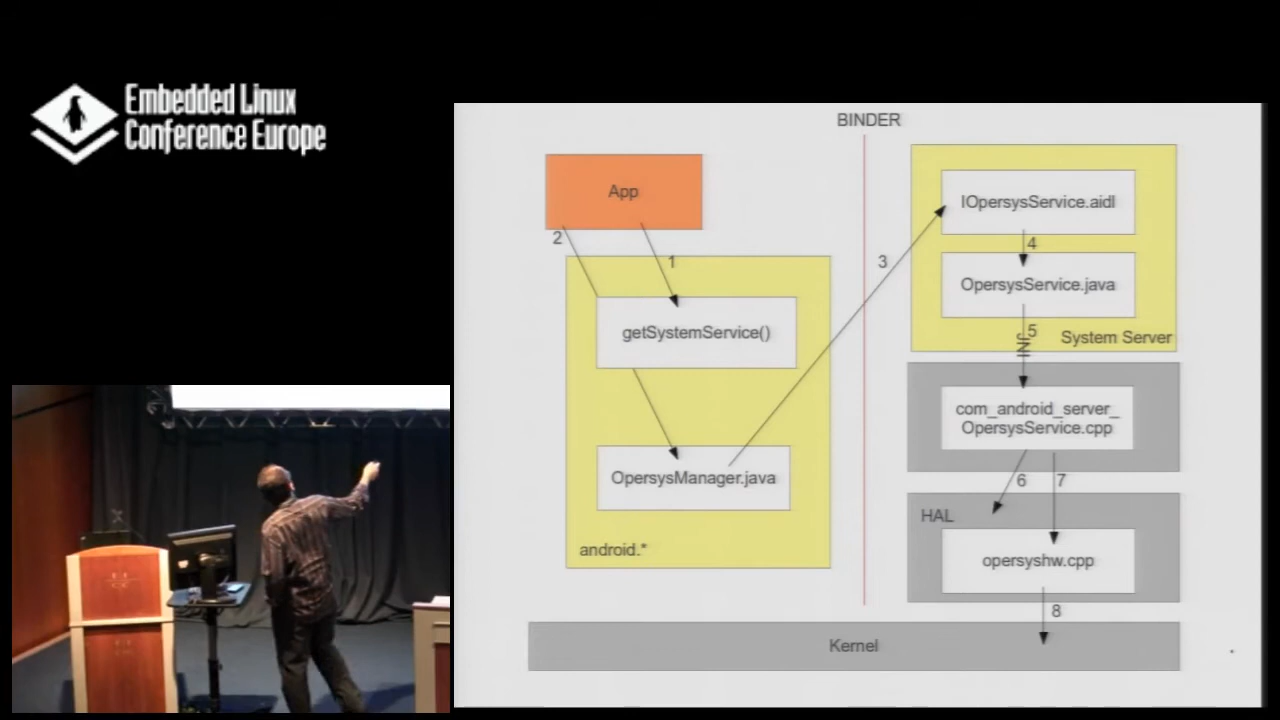 Embedded Linux
Conference Europe
BINDER
App
2
1
3
getSystemService()
OpersysManager.java
android.*
IOpersysService.aidl
4
OpersysService.java
5
JNI
System Server
com_android_server_
OpersysService.cpp
6
7
HAL
opersyshw.cpp
8
Kernel